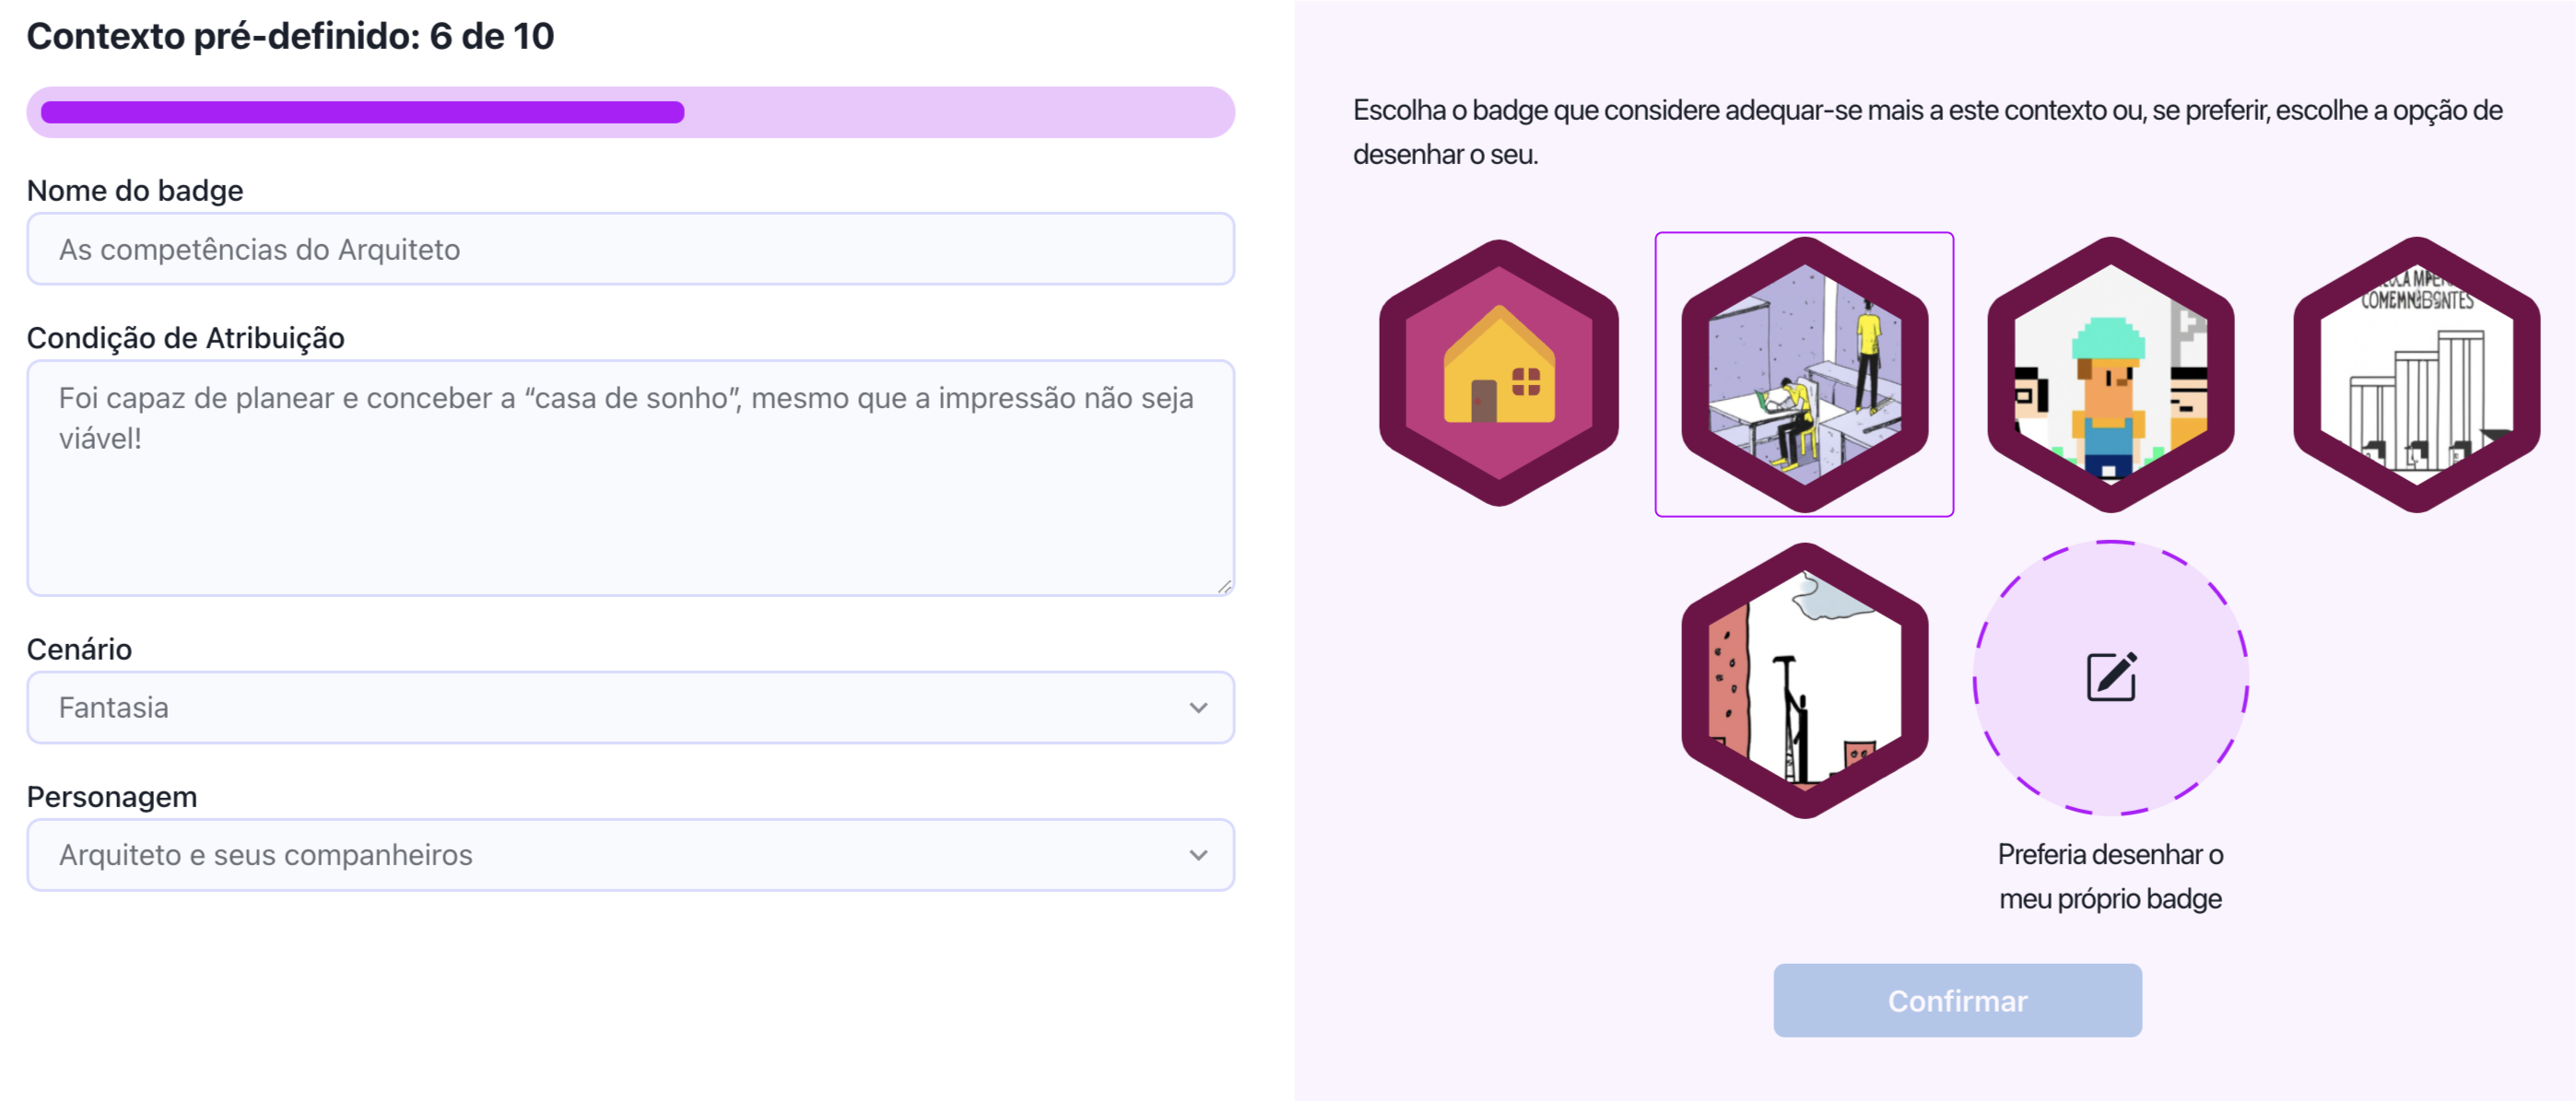 Contexto pré-definido: 6 de 10
Nome do badge
As competências do Arquiteto
Condição de Atribuição
Foi capaz de planear e conceber a “casa de sonho”, mesmo que a impressão não seja
viável!
Cenário
Fantasia
Personagem
Arquiteto e seus companheiros
Escolha o badge que considere adequar-se mais a este contexto ou, se preferir, escolhe a opção de
desenhar o seu.
Preferia desenhar o
meu próprio badge
Confirmar